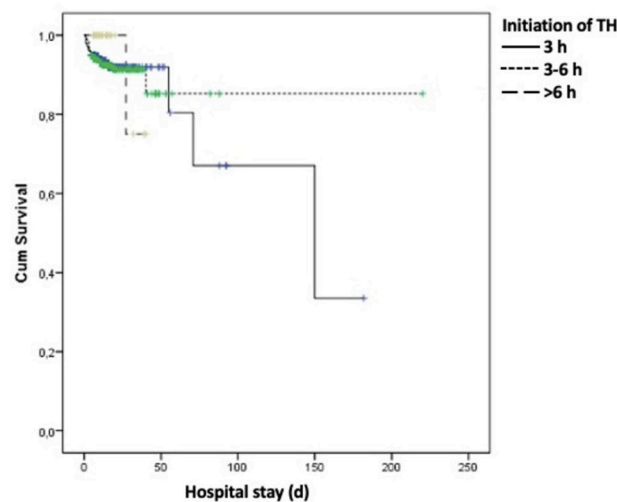 Initiation of TH
3 h
3-6 h
>6 h
Cum Survival
1,0
0,8
0,6
0,4
0,2
0,0
0
50
100
150
200
250
Hospital stay (d)